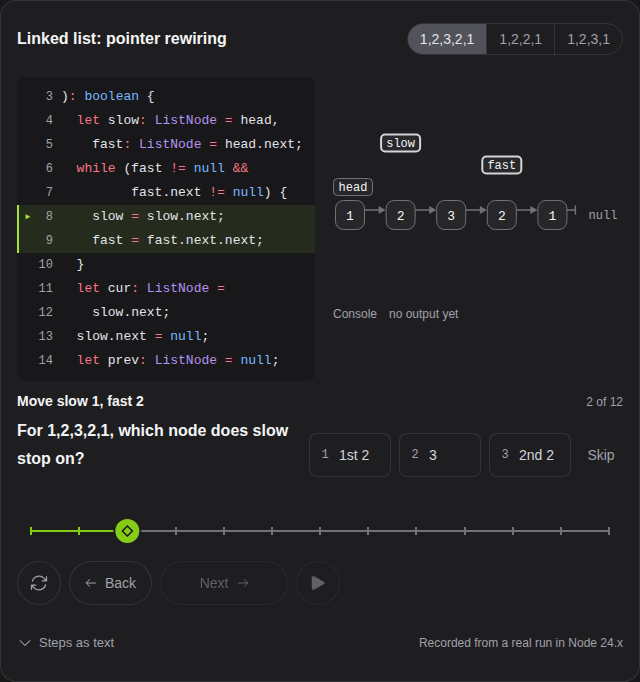 Linked list: pointer rewiring
1,2,3,2,1
1,2,2,1
1,2,3,1
3 ): boolean {
4 let slow: ListNode = head,
5 fast: ListNode = head.next;
6 while (fast != null &&
7 fast.next != null) {
8 slow = slow.next;
9 fast = fast.next.next;
10 }
11 let cur: ListNode =
12 slow.next;
13 slow.next = null;
14 let prev: ListNode = null;
slow
fast
head
1 2 3 2 1 null
Console no output yet
Move slow 1, fast 2
2 of 12
For 1,2,3,2,1, which node does slow
stop on?
1 1st 2
2 3
3 2nd 2
Skip
Back
Next
Steps as text
Recorded from a real run in Node 24.x